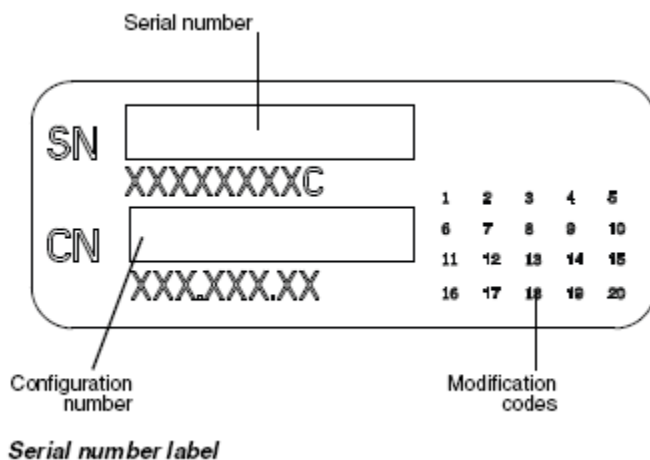 Serial number
SN
XXXXXXXXC
CN
XXX.XXX.XX
1 2 3 4 5
6 7 8 9 10
11 12 13 14 15
16 17 18 19 20
Configuration
number
Modification
codes
Serial number label